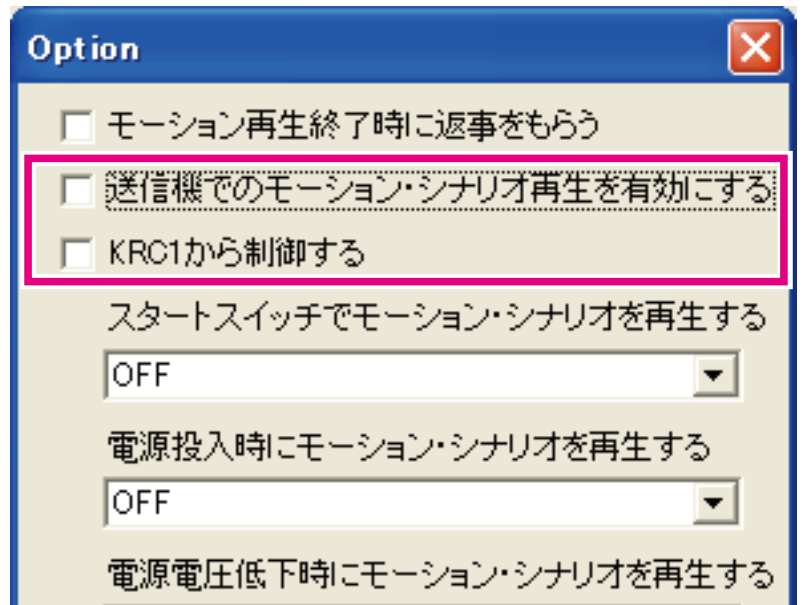 Option
モーション再生終了時に返事をもらう
送信機でのモーション・シナリオ再生を有効にする
KRC1から制御する
スタートスイッチでモーション・シナリオを再生する
OFF
電源投入時にモーション・シナリオを再生する
OFF
電源電圧低下時にモーション・シナリオを再生する